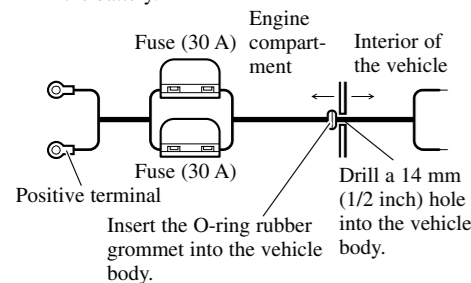 Engine
compart-
ment
Fuse (30 A)
Interior of
the vehicle
Fuse (30 A)
Positive terminal
Drill a 14 mm
(1/2 inch) hole
into the vehicle
body.
Insert the O-ring rubber
grommet into the vehicle
body.